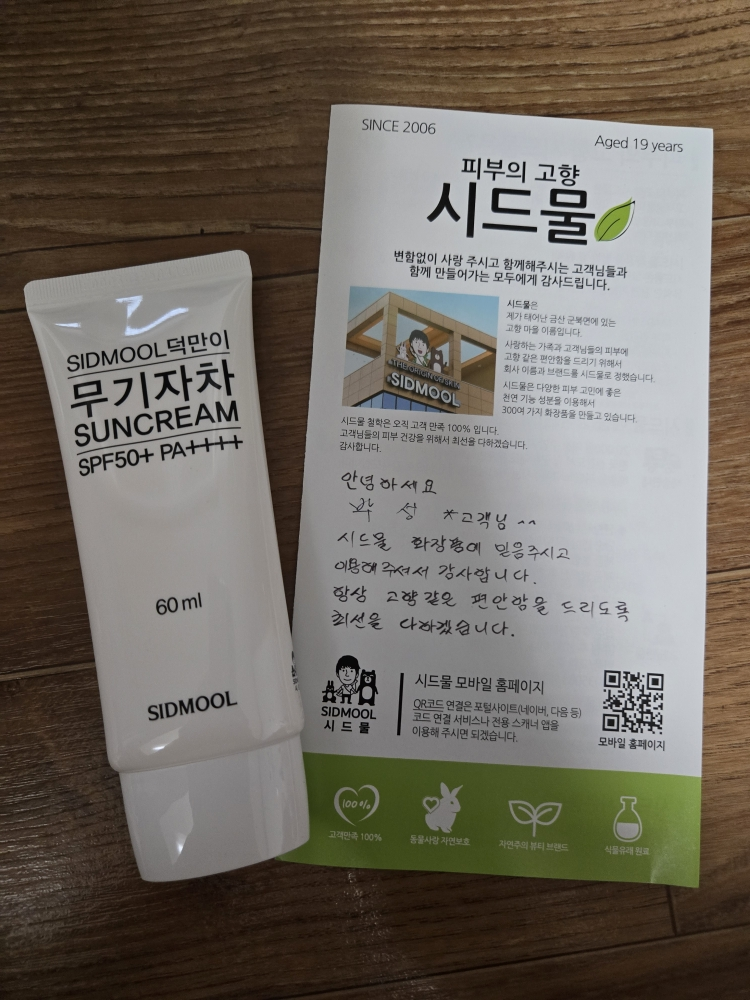 SIDMOOL덕만이
무기자차
SUNCREAM
SPF50+ PA++++
60ml
SIDMOOL
SINCE 2006
Aged 19 years
피부의 고향
시드물
변함없이 사랑 주시고 함께해주시는 고객님들과
함께 만들어가는 모두에게 감사드립니다.
THE ORIGIN OF SKIN
SIDMOOL
시드물은
제가 태어난 금산 군북면에 있는
고향 마을 이름입니다.
사랑하는 가족과 고객님들의 피부에
고향 같은 편안함을 드리기 위해서
회사 이름과 브랜드를 시드물로 정했습니다.
시드물은 다양한 피부 고민에 좋은
천연 기능 성분을 이용해서
300여 가지 화장품을 만들고 있습니다.
시드물 철학은 오직 고객 만족 100% 입니다.
고객님들의 피부 건강을 위해서 최선을 다하겠습니다.
감사합니다.
안녕하세요
박 성 *고객님 ^^
시드물 화장품에 믿음주시고
이용해 주셔서 감사합니다.
항상 고향같은 편안함을 드리도록
최선을 다하겠습니다.
SIDMOOL
시드물
시드물 모바일 홈페이지
QR코드 연결은 포털사이트(네이버, 다음 등)
코드 연결 서비스나 전용 스캐너 앱을
이용해 주시면 되겠습니다.
모바일 홈페이지
100%
고객만족 100%
동물사랑 자연보호
자연주의 뷰티 브랜드
식물유래 원료